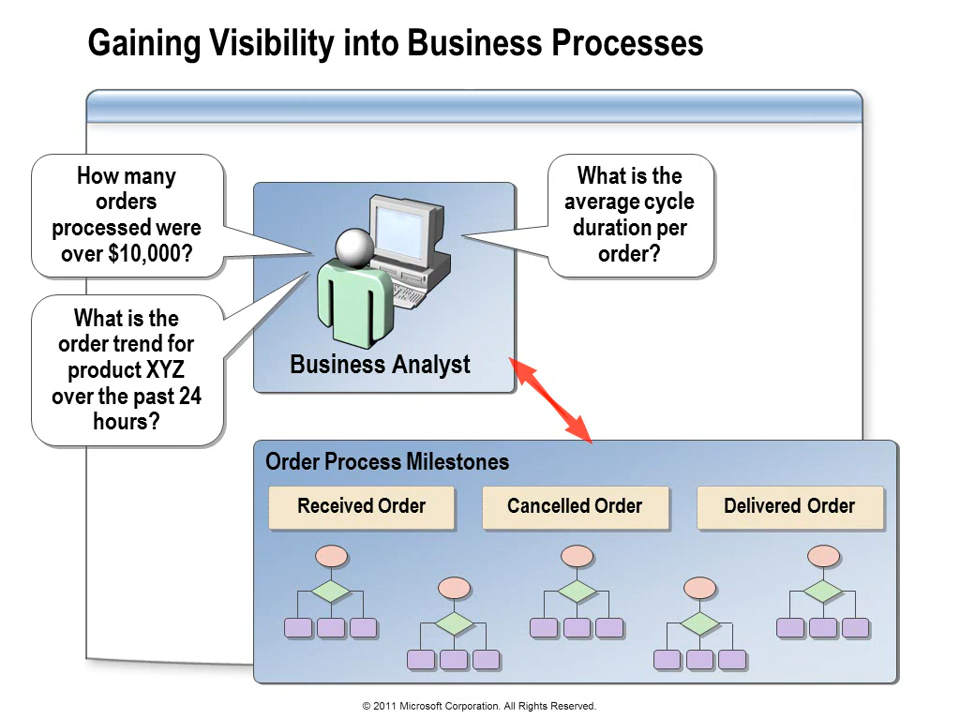 Gaining Visibility into Business Processes
How many
orders
processed were
over $10,000?
What is the
average cycle
duration per
order?
What is the
order trend for
product XYZ
over the past 24
hours?
Business Analyst
Order Process Milestones
Received Order
Cancelled Order
Delivered Order
© 2011 Microsoft Corporation. All Rights Reserved.